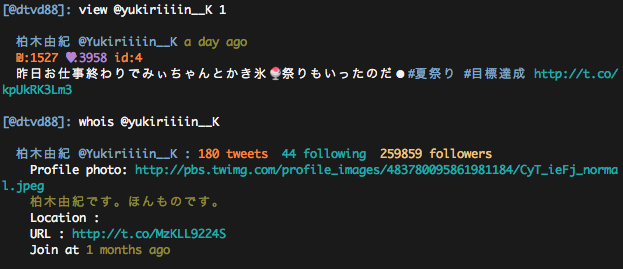 [@dtvd88]: view @yukiriiiin__K 1
柏木由紀 @Yukiriiiin__K a day ago
:1527 ♥:3958 id:4
昨日お仕事終わりでみぃちゃんとかき氷🍧祭りもいったのだ☻#夏祭り #目標達成 http://t.co/
kpUkRK3Lm3
[@dtvd88]: whois @yukiriiiin__K
柏木由紀 @Yukiriiiin__K : 180 tweets 44 following 259859 followers
Profile photo: http://pbs.twimg.com/profile_images/483780095861981184/CyT_ieFj_norma
l.jpeg
柏木由紀です。ほんものです。
Location :
URL : http://t.co/MzKLL9224S
Join at 1 months ago